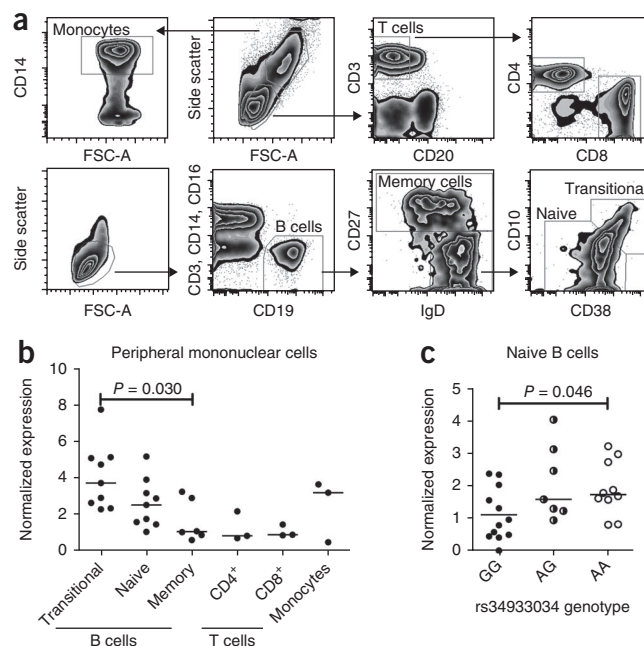 a
Monocytes
CD14
FSC-A
Side scatter
FSC-A
T cells
CD3
CD20
CD4
CD8
Side scatter
FSC-A
CD3, CD14, CD16
B cells
CD19
Memory cells
CD27
IgD
Transitional
Naive
CD10
CD38
b
Peripheral mononuclear cells
P = 0.030
Normalized expression
10
8
6
4
2
0
Transitional
Naive
Memory
CD4+
CD8+
Monocytes
B cells
T cells
c
Naive B cells
P = 0.046
Normalized expression
5
4
3
2
1
0
GG
AG
AA
rs34933034 genotype